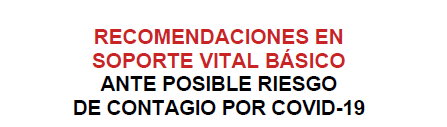 RECOMENDACIONES EN
SOPORTE VITAL BÁSICO
ANTE POSIBLE RIESGO
DE CONTAGIO POR COVID-19